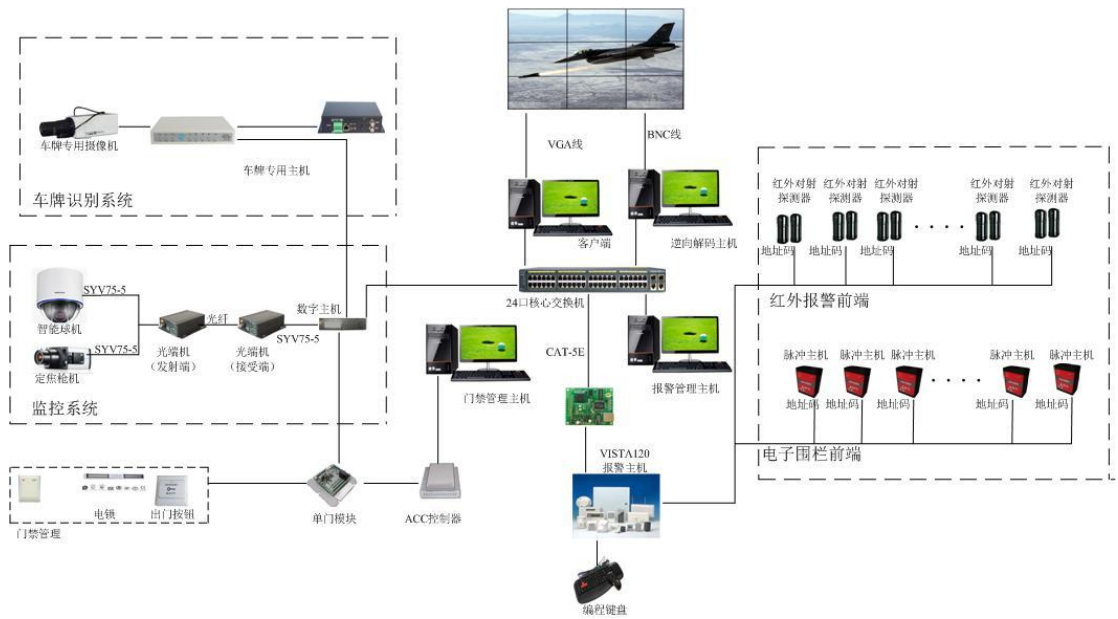 VGA线
BNC线
车牌专用摄像机
车牌专用主机
车牌识别系统
客户端
逆向解码主机
红外对射
探测器
红外对射
探测器
红外对射
探测器
红外对射
探测器
红外对射
探测器
地址码
地址码
地址码
地址码
地址码
红外报警前端
SYV75-5
智能球机
SYV75-5
定焦枪机
光纤
光端机
(发射端)
光端机
(接受端)
SYV75-5
数字主机
监控系统
24口核心交换机
CAT-5E
门禁管理主机
报警管理主机
脉冲主机
脉冲主机
脉冲主机
脉冲主机
脉冲主机
地址码
地址码
地址码
地址码
地址码
电子围栏前端
VISTA120
报警主机
电锁
出门按钮
门禁管理
单门模块
ACC控制器
编程键盘